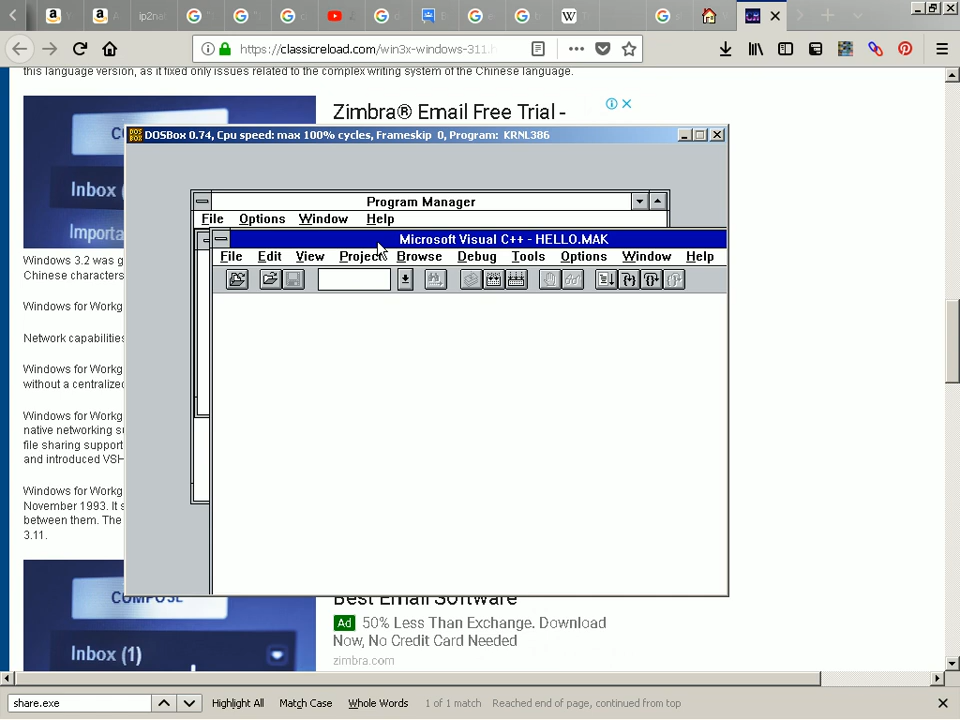 ip2nat
https://classicreload.com/win3x-windows-311.h
this language version, as it fixed only issues related to the complex writing system of the Chinese language.
Zimbra® Email Free Trial -
CO
Inbox (
Importa
DOSBox 0.74, Cpu speed: max 100% cycles, Frameskip 0, Program: KRNL386
Program Manager
File Options Window Help
Microsoft Visual C++ - HELLO.MAK
File Edit View Project Browse Debug Tools Options Window Help
Windows 3.2 was g
Chinese characters
Windows for Workg
Network capabilities
Windows for Workg
without a centralized
Windows for Workg
native networking su
file sharing support
and introduced VSH
Windows for Workg
November 1993. It s
between them. The
3.11.
COMPOSE
Inbox (1)
Best Email Software
Ad 50% Less Than Exchange. Download
Now, No Credit Card Needed
zimbra.com
share.exe Highlight All Match Case Whole Words 1 of 1 match Reached end of page, continued from top